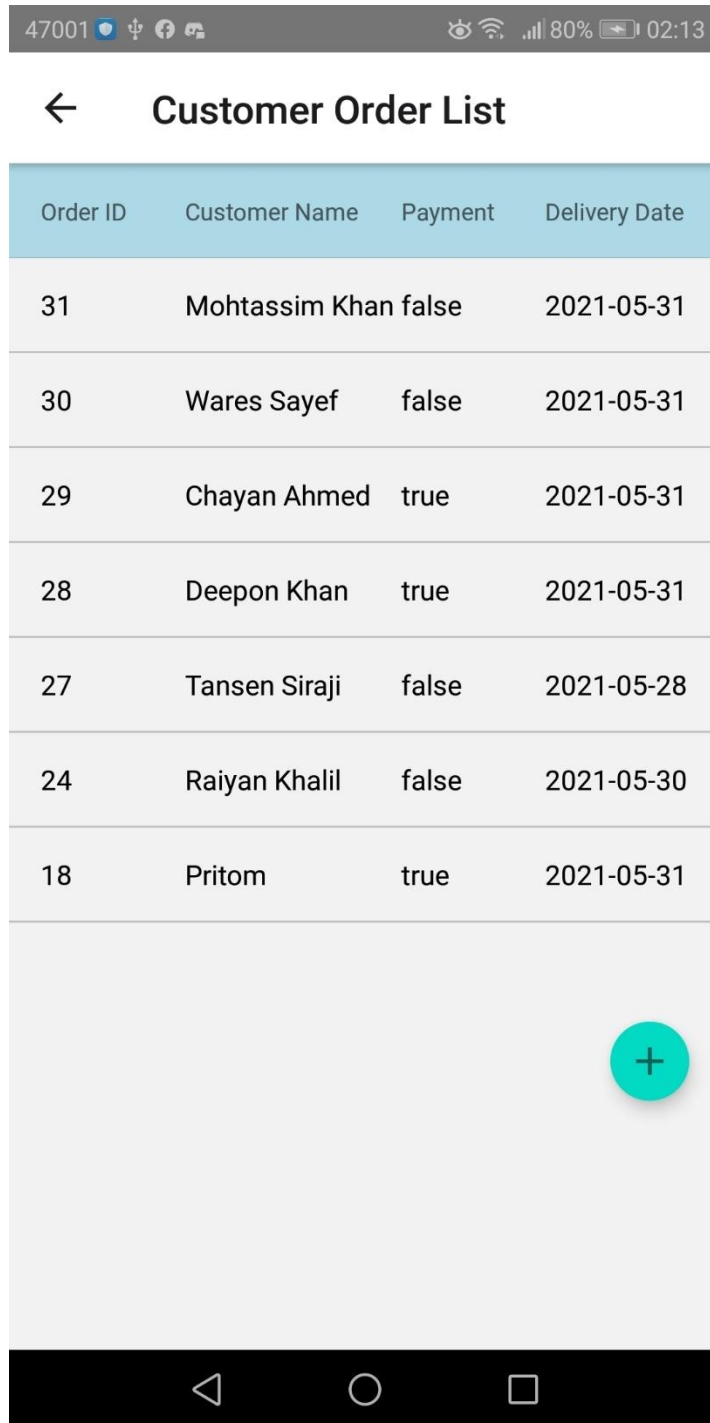 47001 80% 02:13
Customer Order List
Order ID Customer Name Payment Delivery Date
31 Mohtassim Khan false 2021-05-31
30 Wares Sayef false 2021-05-31
29 Chayan Ahmed true 2021-05-31
28 Deepon Khan true 2021-05-31
27 Tansen Siraji false 2021-05-28
24 Raiyan Khalil false 2021-05-30
18 Pritom true 2021-05-31
+